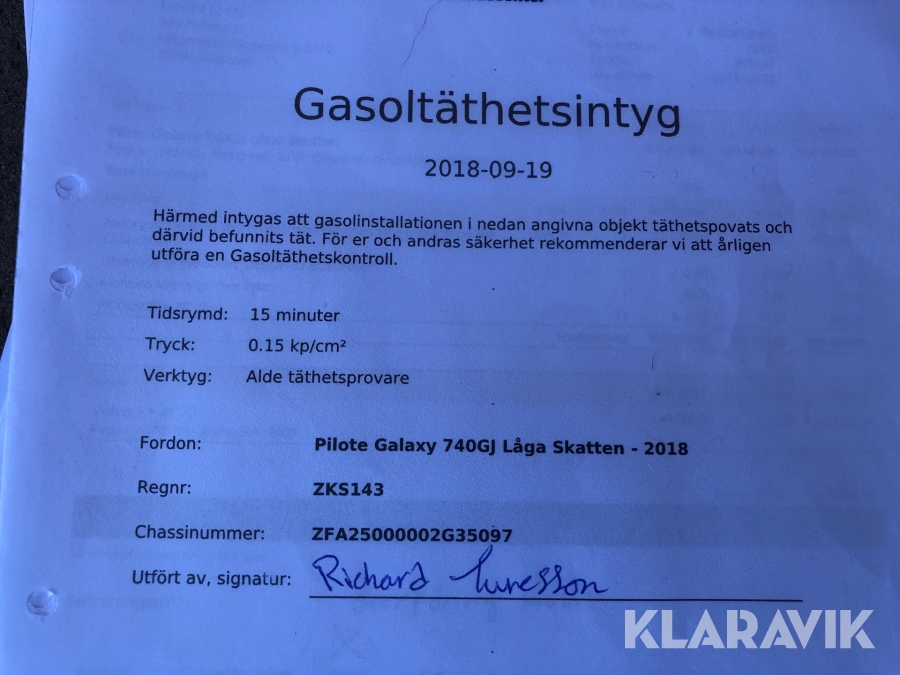 Gasoltäthetsintyg
2018-09-19
Härmed intygas att gasolinstallationen i nedan angivna objekt täthetspovats och
därvid befunnits tät. För er och andras säkerhet rekommenderar vi att årligen
utföra en Gasoltäthetskontroll.
Tidsrymd: 15 minuter
Tryck: 0.15 kp/cm²
Verktyg: Alde täthetsprovare
Fordon: Pilote Galaxy 740GJ Låga Skatten - 2018
Regnr: ZKS143
Chassinummer: ZFA25000002G35097
Utfört av, signatur: Richard
KLARAVIK